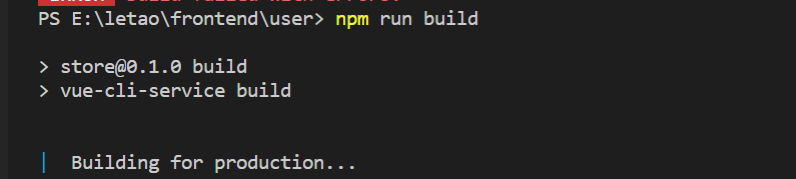 PS E:\letao\frontend\user> npm run build
> store@0.1.0 build
> vue-cli-service build
| Building for production...